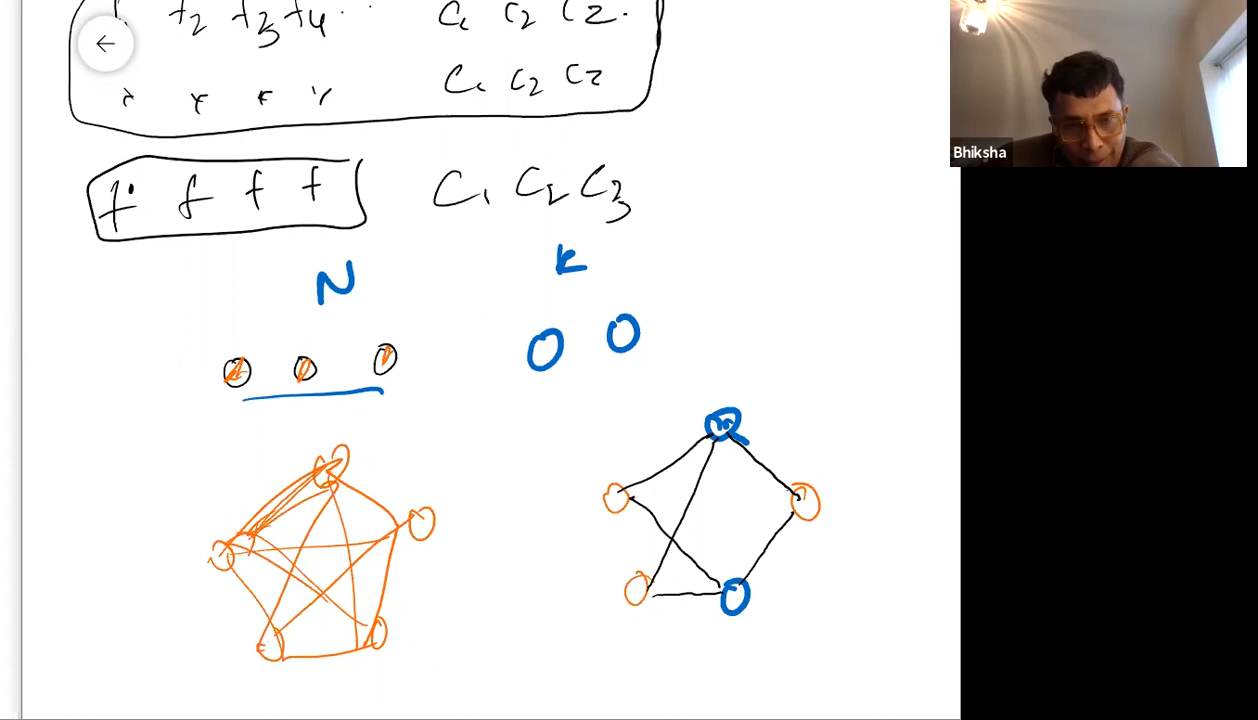 f2 f3 f4 . . . C1 C2 C2 .
C1 C2 C2
f f f f C1 C2 C3
N K
Bhiksha